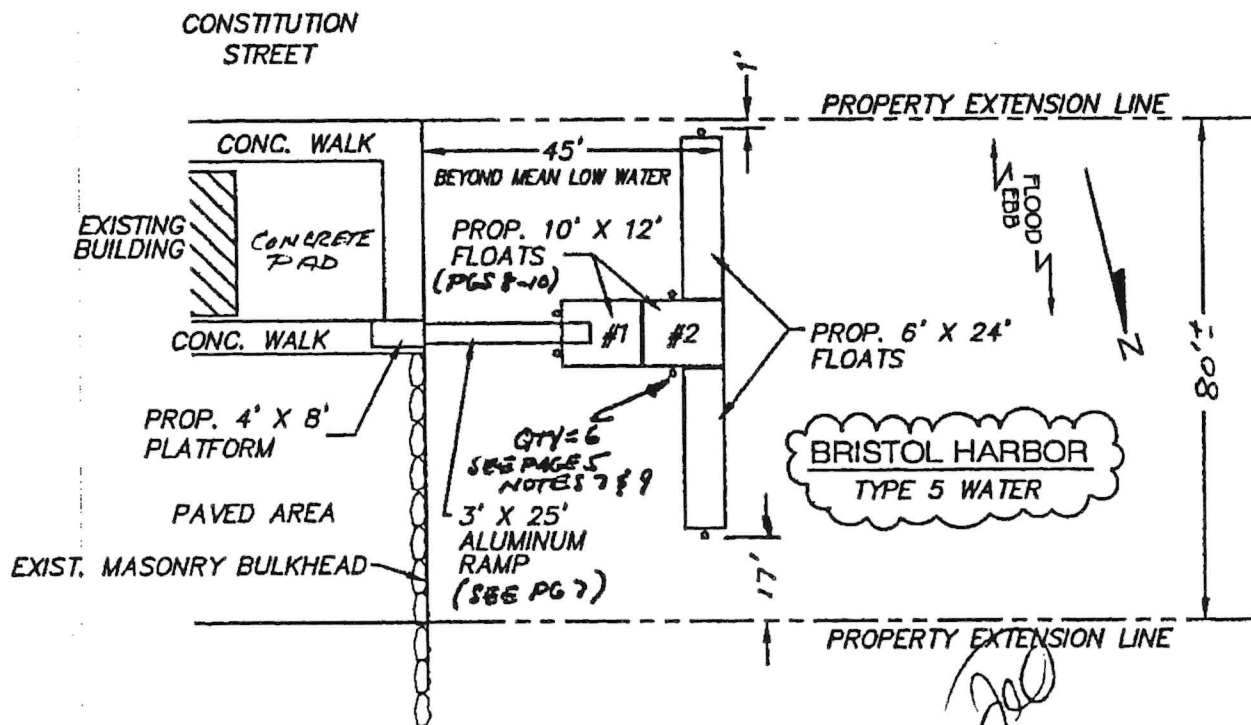 CONSTITUTION
STREET
1'
PROPERTY EXTENSION LINE
CONC. WALK
45'
BEYOND MEAN LOW WATER
EXISTING
BUILDING
CONCRETE
PAD
PROP. 10' X 12'
FLOATS
(PGS 8-10)
FLOOD
EBB
N
80'±
#1
#2
CONC. WALK
PROP. 6' X 24'
FLOATS
PROP. 4' X 8'
PLATFORM
QTY=6
SEE PAGE 5
NOTES 7 & 9
BRISTOL HARBOR
TYPE 5 WATER
PAVED AREA
3' X 25'
ALUMINUM
RAMP
(SEE PG 7)
EXIST. MASONRY BULKHEAD
17'
PROPERTY EXTENSION LINE